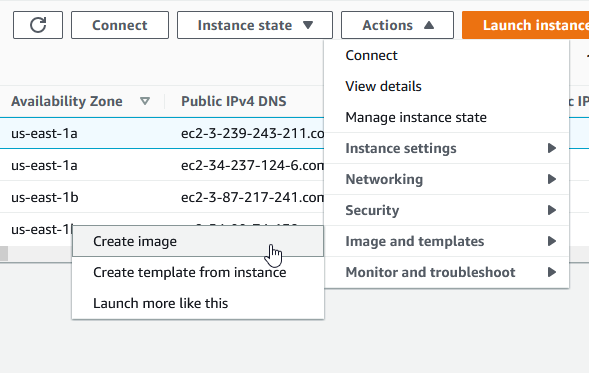 Connect
Instance state
Actions
Launch instance
Connect
View details
Manage instance state
Instance settings
Networking
Security
Image and templates
Monitor and troubleshoot
Availability Zone
Public IPv4 DNS
us-east-1a
ec2-3-239-243-211.co
us-east-1a
ec2-34-237-124-6.com
us-east-1b
ec2-3-87-217-241.com
us-east-1b
Create image
Create template from instance
Launch more like this